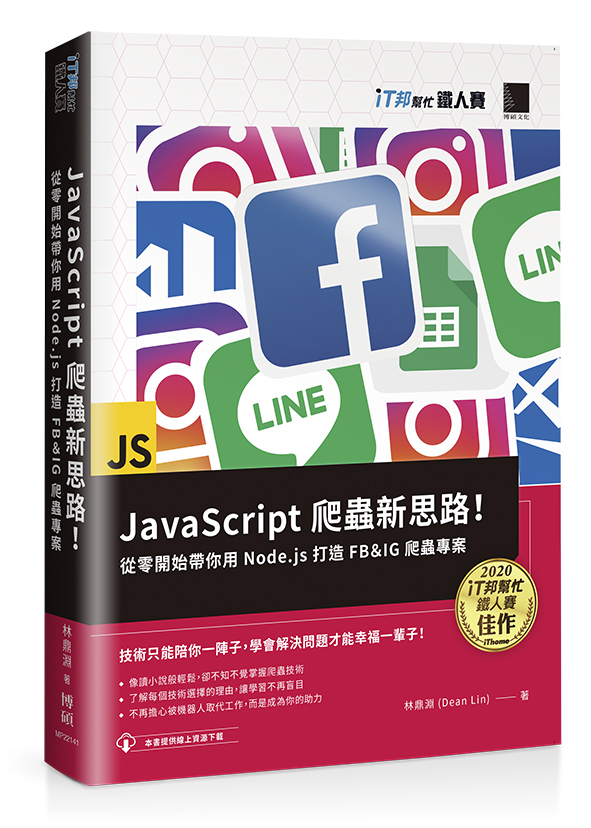 iT邦幫忙
鐵人賽
JavaScript 爬蟲新思路！
從零開始帶你用 Node.js 打造 FB&IG 爬蟲專案
林鼎淵 著
博碩
MP22141
iT邦幫忙 鐵人賽
博碩文化
f
LINE
LIN
JS
JavaScript 爬蟲新思路！
從零開始帶你用 Node.js 打造 FB&IG 爬蟲專案
2020
iT邦幫忙
鐵人賽
佳作
iThome
技術只能陪你一陣子，學會解決問題才能幸福一輩子！
• 像讀小說般輕鬆，卻不知不覺掌握爬蟲技術
• 了解每個技術選擇的理由，讓學習不再盲目
• 不再擔心被機器人取代工作，而是成為你的助力
林鼎淵 (Dean Lin) —— 著
本書提供線上資源下載